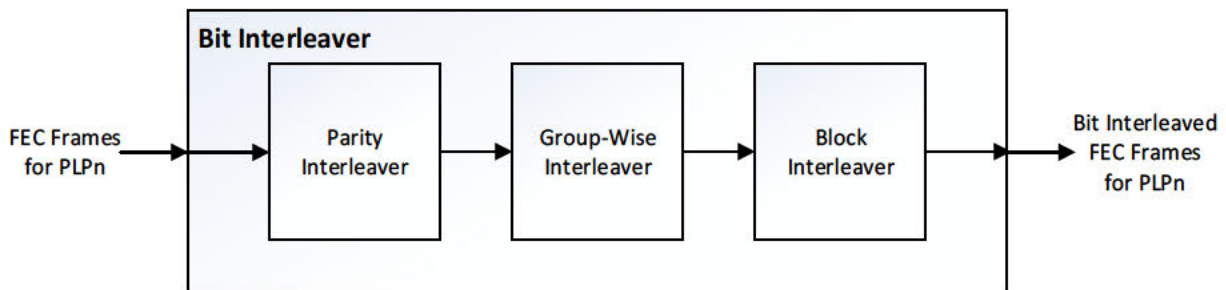 Bit Interleaver
FEC Frames
for PLPn
Parity
Interleaver
Group-Wise
Interleaver
Block
Interleaver
Bit Interleaved
FEC Frames
for PLPn